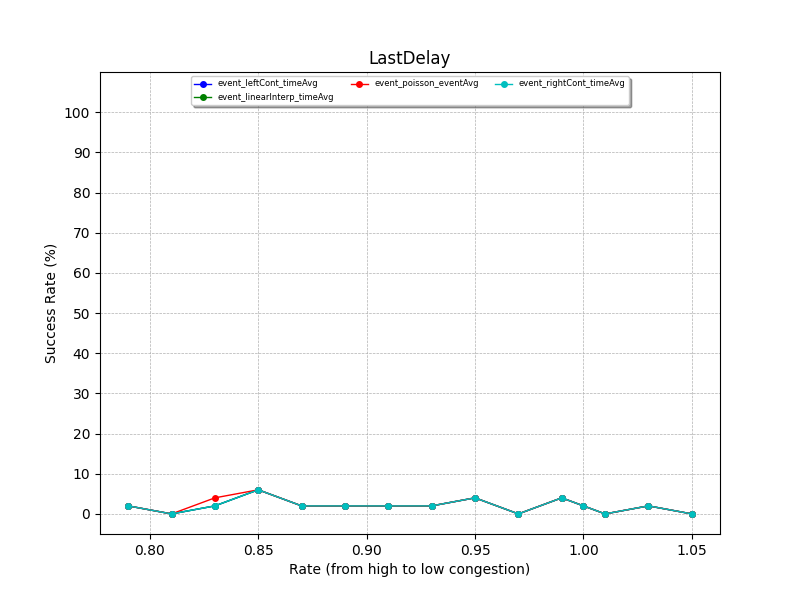 LastDelay
event_leftCont_timeAvg
event_linearInterp_timeAvg
event_poisson_eventAvg
event_rightCont_timeAvg
100
90
80
70
60
50
40
30
20
10
0
Success Rate (%)
0.80 0.85 0.90 0.95 1.00 1.05
Rate (from high to low congestion)